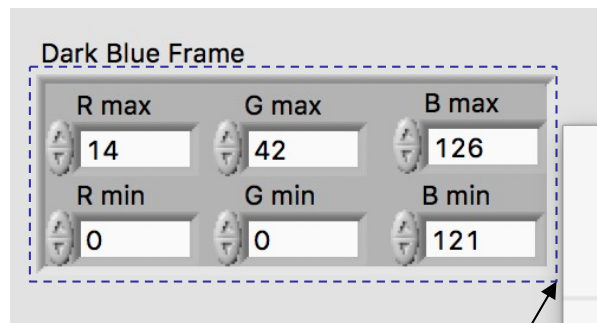 Dark Blue Frame
R max G max B max
14 42 126
R min G min B min
0 0 121